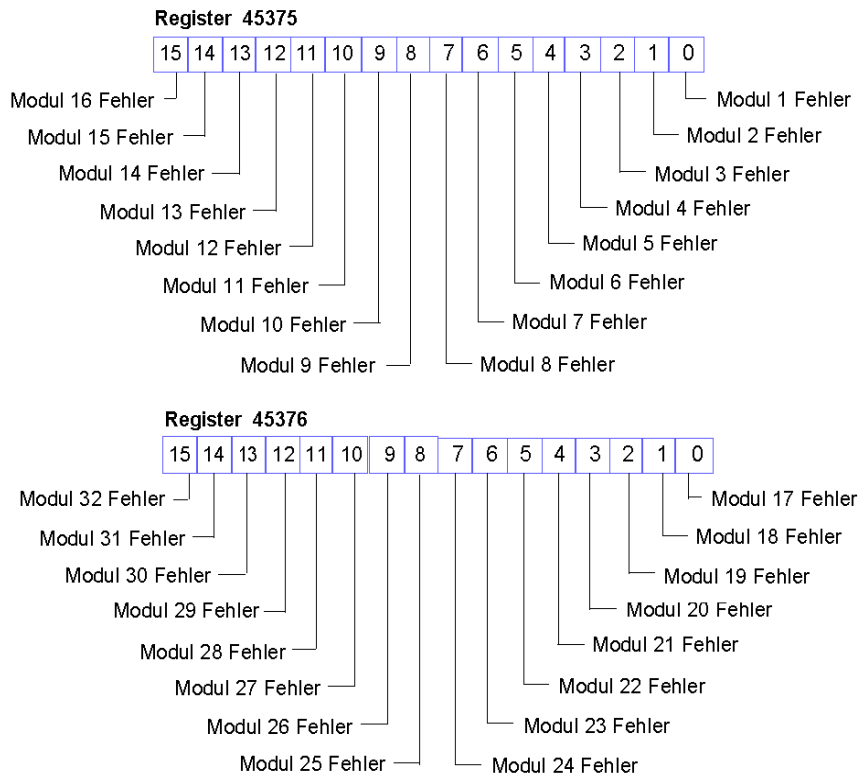 Register 45375
15 14 13 12 11 10 9 8 7 6 5 4 3 2 1 0
Modul 16 Fehler Modul 1 Fehler
Modul 15 Fehler Modul 2 Fehler
Modul 14 Fehler Modul 3 Fehler
Modul 13 Fehler Modul 4 Fehler
Modul 12 Fehler Modul 5 Fehler
Modul 11 Fehler Modul 6 Fehler
Modul 10 Fehler Modul 7 Fehler
Modul 9 Fehler Modul 8 Fehler
Register 45376
15 14 13 12 11 10 9 8 7 6 5 4 3 2 1 0
Modul 32 Fehler Modul 17 Fehler
Modul 31 Fehler Modul 18 Fehler
Modul 30 Fehler Modul 19 Fehler
Modul 29 Fehler Modul 20 Fehler
Modul 28 Fehler Modul 21 Fehler
Modul 27 Fehler Modul 22 Fehler
Modul 26 Fehler Modul 23 Fehler
Modul 25 Fehler Modul 24 Fehler